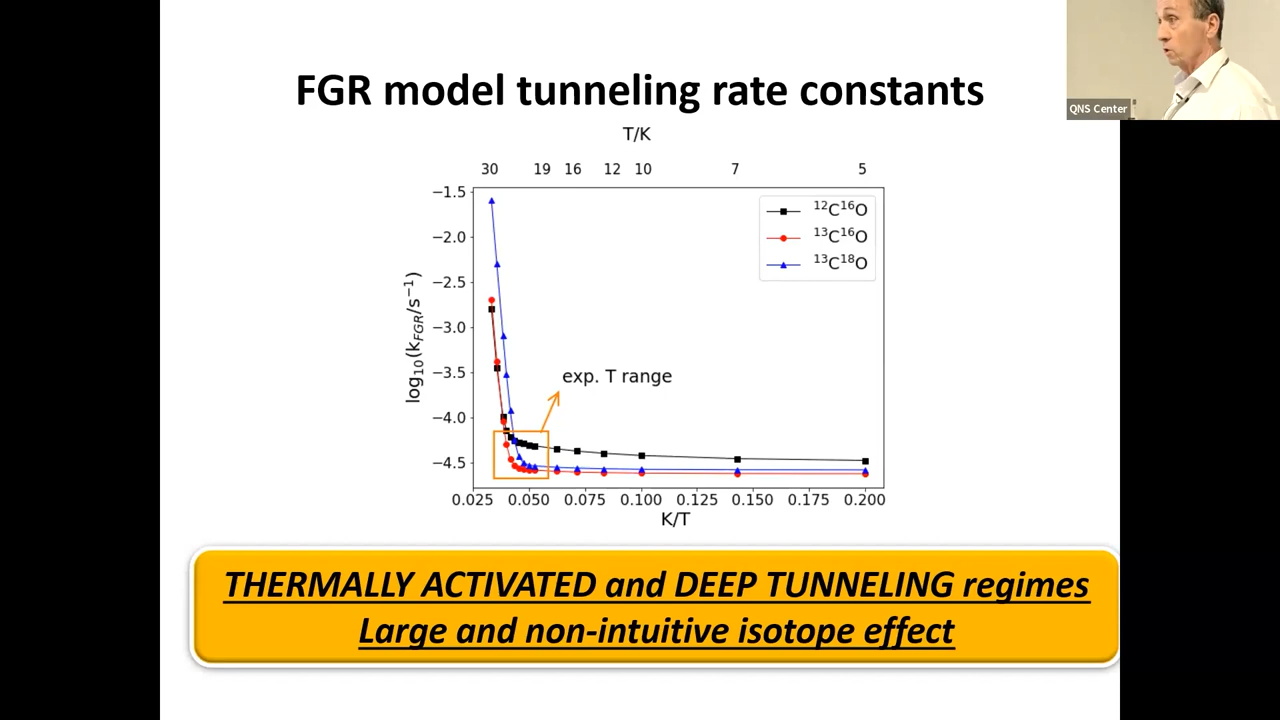 FGR model tunneling rate constants
QNS Center
T/K
30 19 16 12 10 7 5
−1.5
−2.0
−2.5
−3.0
−3.5
−4.0
−4.5
log₁₀(k_FGR/s⁻¹)
¹²C¹⁶O
¹³C¹⁶O
¹³C¹⁸O
exp. T range
0.025 0.050 0.075 0.100 0.125 0.150 0.175 0.200
K/T
THERMALLY ACTIVATED and DEEP TUNNELING regimes
Large and non-intuitive isotope effect